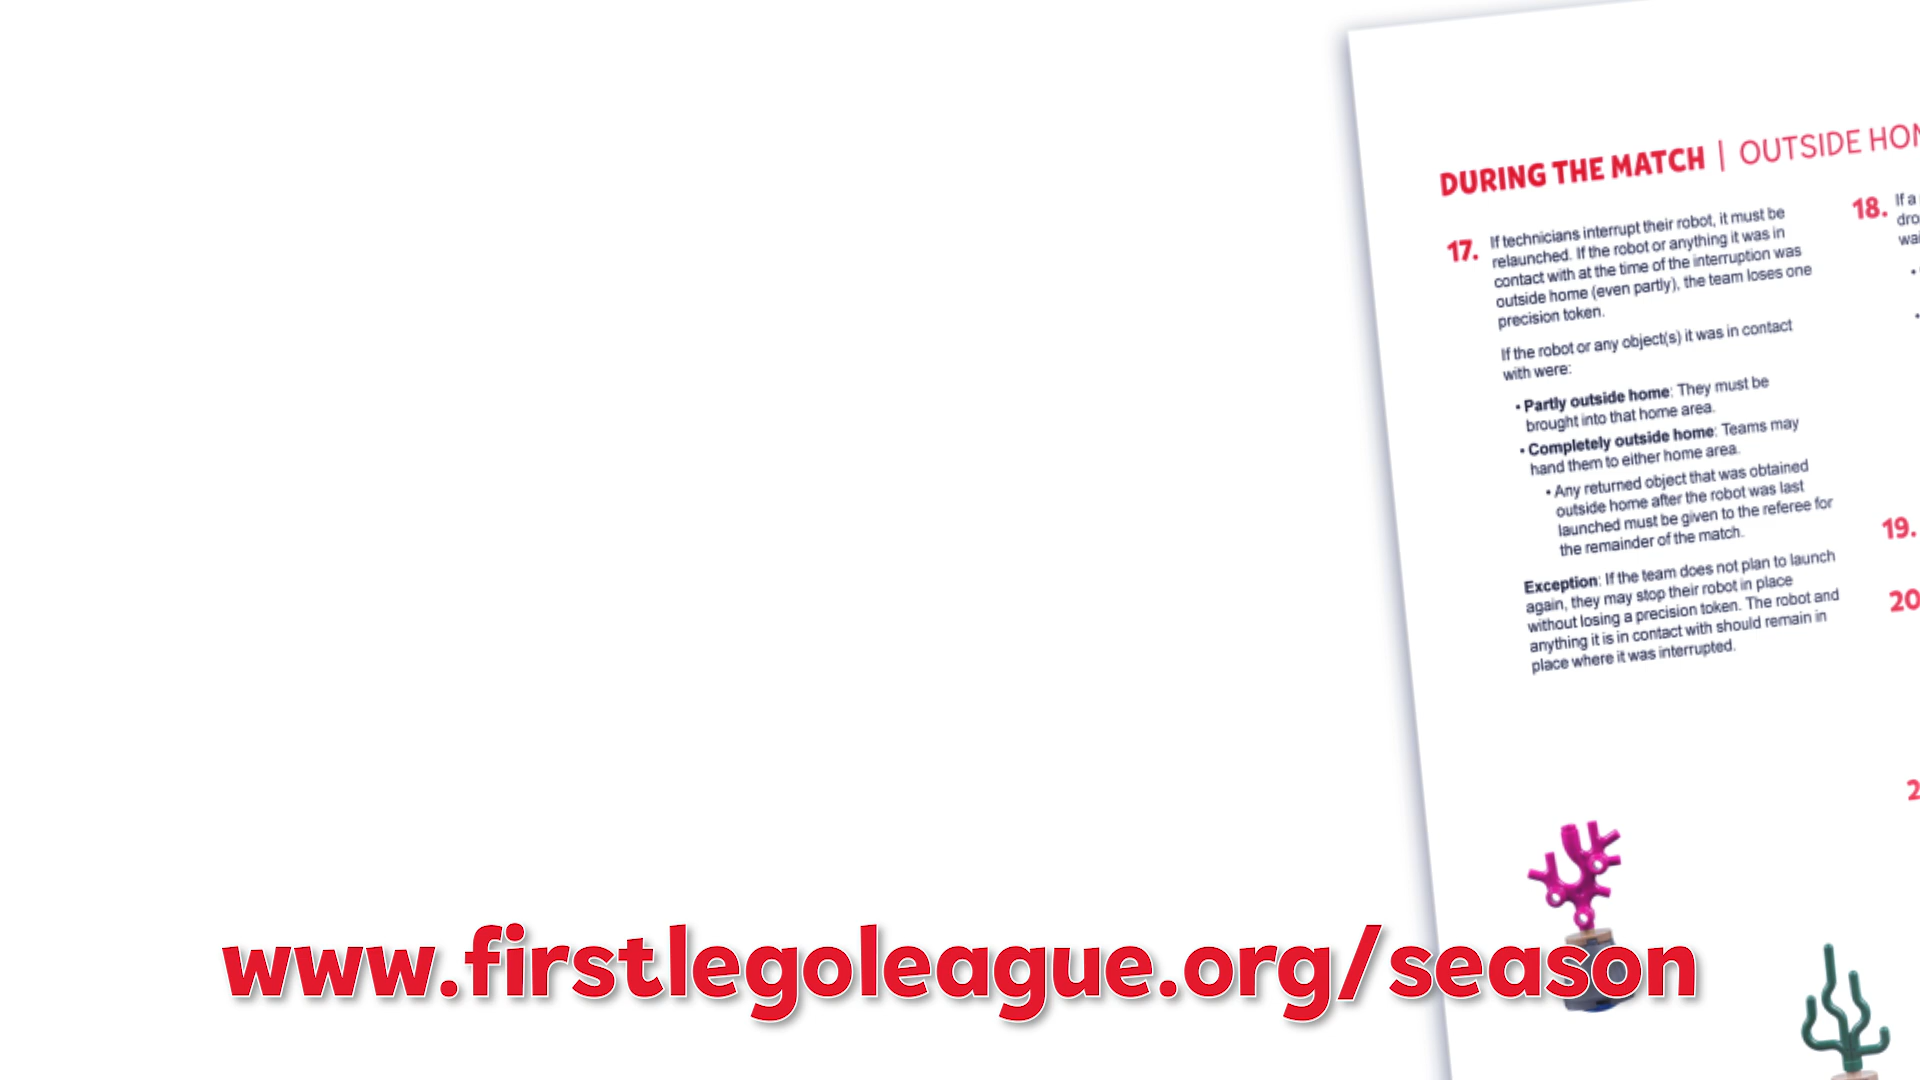 DURING THE MATCH | OUTSIDE
17. If technicians interrupt their robot, it must be
relaunched. If the robot or anything it was in
contact with at the time of the interruption was
outside home (even partly), the team loses one
precision token.
If the robot or any object(s) it was in contact
with were:
• Partly outside home: They must be
brought into that home area.
• Completely outside home: Teams may
hand them to either home area.
• Any returned object that was obtained
outside home after the robot was last
launched must be given to the referee for
the remainder of the match.
Exception: If the team does not plan to launch
again, they may stop their robot in place
without losing a precision token. The robot and
anything it is in contact with should remain in
place where it was interrupted.
18. If a
19.
20
www.firstlegoleague.org/season